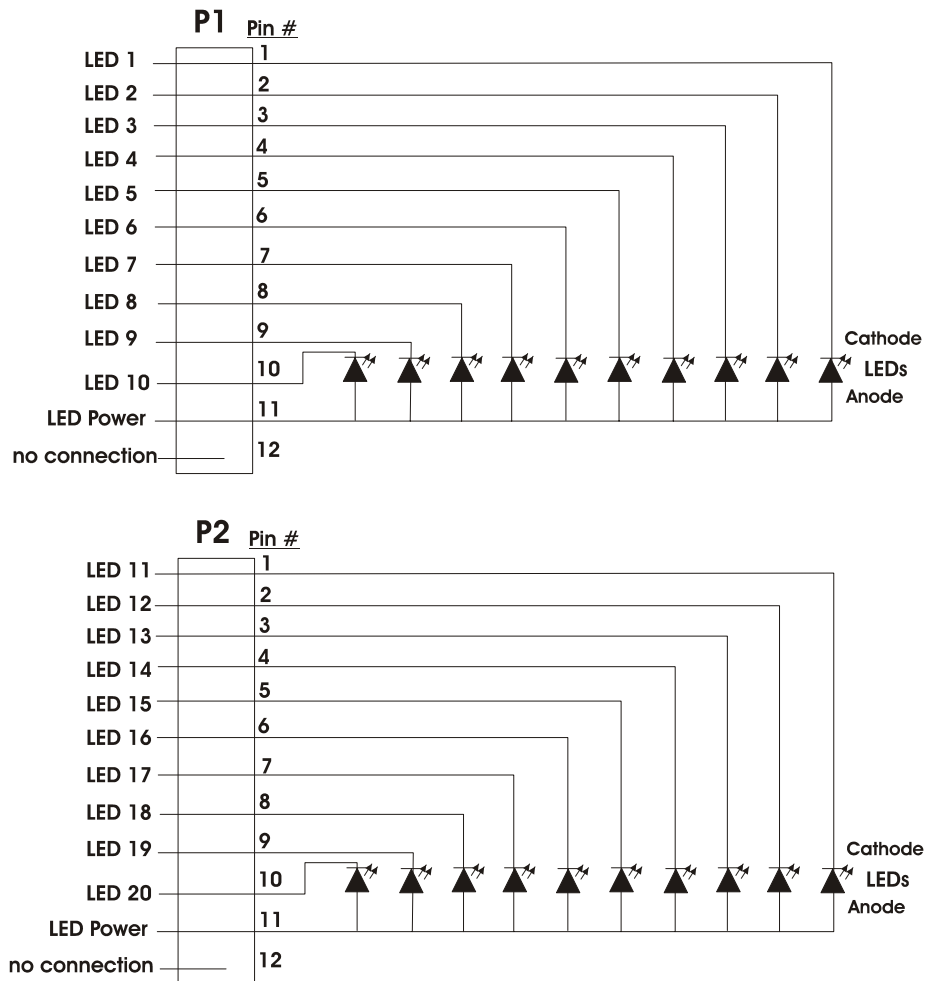 P1 Pin #
LED 1 1
LED 2 2
LED 3 3
LED 4 4
LED 5 5
LED 6 6
LED 7 7
LED 8 8
LED 9 9
Cathode
LED 10 10
LEDs
Anode
LED Power 11
no connection 12
P2 Pin #
LED 11 1
LED 12 2
LED 13 3
LED 14 4
LED 15 5
LED 16 6
LED 17 7
LED 18 8
LED 19 9
Cathode
LED 20 10
LEDs
Anode
LED Power 11
no connection 12